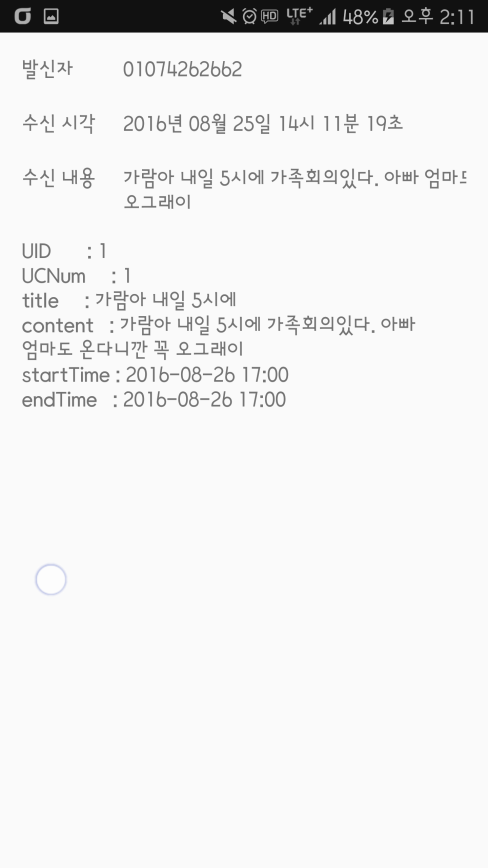 HD LTE+ 48% 오후 2:11
발신자 01074262662
수신 시각 2016년 08월 25일 14시 11분 19초
수신 내용 가람아 내일 5시에 가족회의있다. 아빠 엄마도
오그래이
UID : 1
UCNum : 1
title : 가람아 내일 5시에
content : 가람아 내일 5시에 가족회의있다. 아빠
엄마도 온다니깐 꼭 오그래이
startTime : 2016-08-26 17:00
endTime : 2016-08-26 17:00